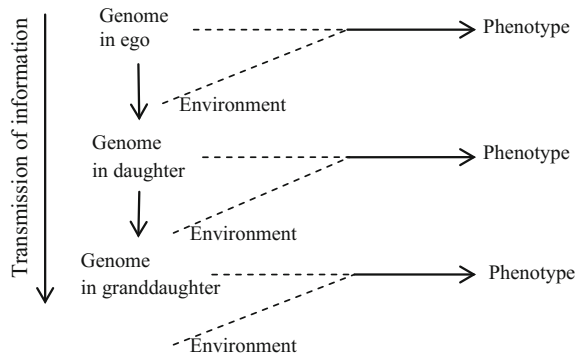 Transmission of information
Genome
in ego
Phenotype
Environment
Genome
in daughter
Phenotype
Environment
Genome
in granddaughter
Phenotype
Environment